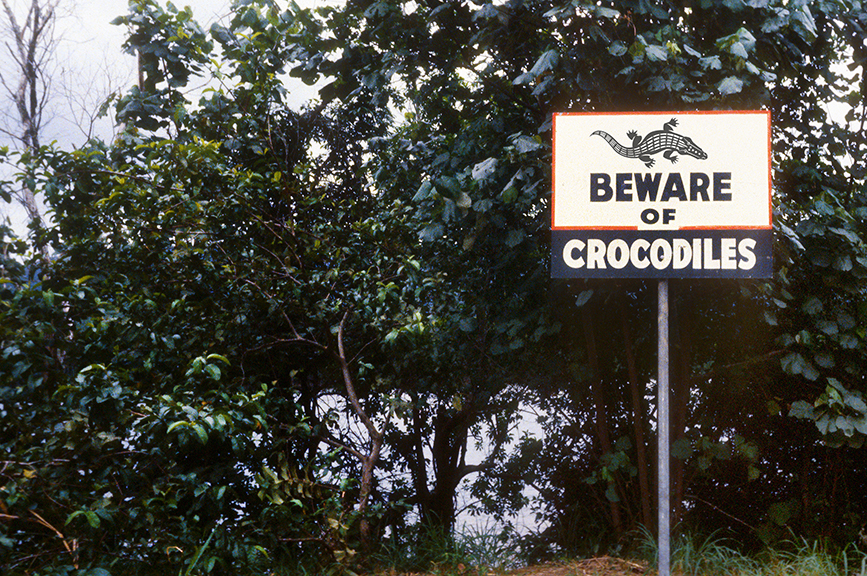 BEWARE
OF
CROCODILES